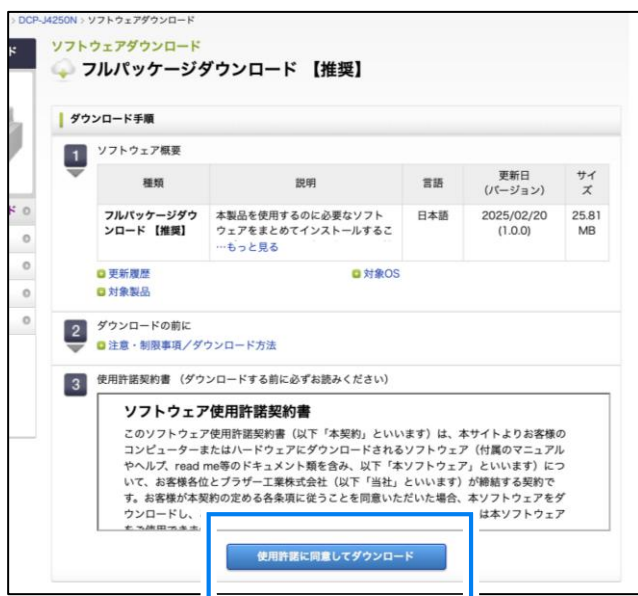 › DCP-J4250N › ソフトウェアダウンロード
ド
ソフトウェアダウンロード
フルパッケージダウンロード 【推奨】
ダウンロード手順
1 ソフトウェア概要
種類 説明 言語 更新日 サイ
(バージョン) ズ
フルパッケージダウ 本製品を使用するのに必要なソフト 日本語 2025/02/20 25.81
ンロード 【推奨】 ウェアをまとめてインストールするこ (1.0.0) MB
…もっと見る
ド
更新履歴 対象OS
対象製品
2 ダウンロードの前に
注意・制限事項/ダウンロード方法
3 使用許諾契約書 (ダウンロードする前に必ずお読みください)
ソフトウェア使用許諾契約書
このソフトウェア使用許諾契約書(以下「本契約」といいます)は、本サイトよりお客様の
コンピューターまたはハードウェアにダウンロードされるソフトウェア(付属のマニュアル
やヘルプ、read me等のドキュメント類を含み、以下「本ソフトウェア」といいます)につ
いて、お客様各位とブラザー工業株式会社(以下「当社」といいます)が締結する契約で
す。お客様が本契約の定める各条項に従うことを同意いただいた場合、本ソフトウェアをダ
ウンロードし、 は本ソフトウェア
使用許諾に同意してダウンロード